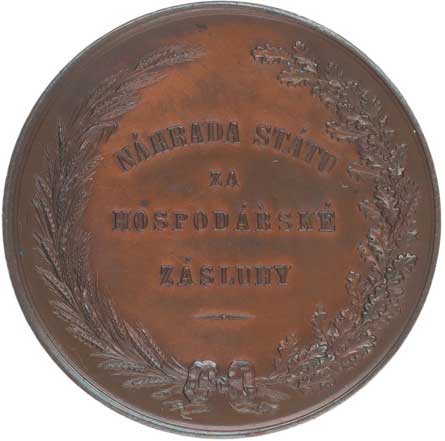 NÁHRADA STÁTU
ZA
HOSPODÁŘSKÉ
ZÁSLUHY